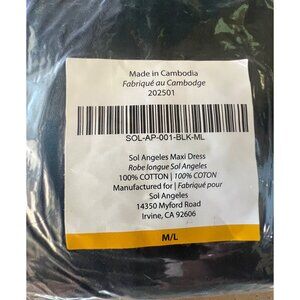 Made in Cambodia
Fabriqué au Cambodge
202501
SOL-AP-001-BLK-ML
Sol Angeles Maxi Dress
Robe longue Sol Angeles
100% COTTON | 100% COTON
Manufactured for | Fabriqué pour
Sol Angeles
14350 Myford Road
Irvine, CA 92606
M/L